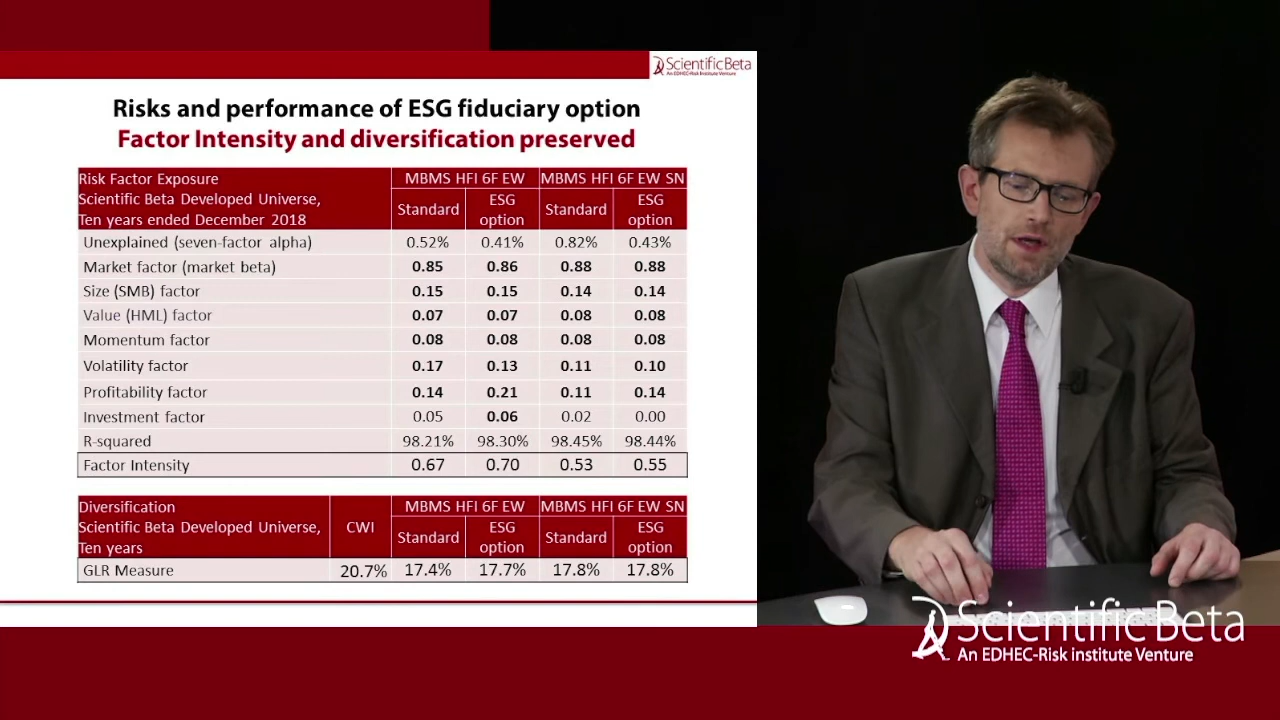 ScientificBeta
An EDHEC-Risk Institute Venture
Risks and performance of ESG fiduciary option
Factor Intensity and diversification preserved
Risk Factor Exposure
Scientific Beta Developed Universe,
Ten years ended December 2018
MBMS HFI 6F EW MBMS HFI 6F EW SN
Standard ESG option Standard ESG option
Unexplained (seven-factor alpha) 0.52% 0.41% 0.82% 0.43%
Market factor (market beta) 0.85 0.86 0.88 0.88
Size (SMB) factor 0.15 0.15 0.14 0.14
Value (HML) factor 0.07 0.07 0.08 0.08
Momentum factor 0.08 0.08 0.08 0.08
Volatility factor 0.17 0.13 0.11 0.10
Profitability factor 0.14 0.21 0.11 0.14
Investment factor 0.05 0.06 0.02 0.00
R-squared 98.21% 98.30% 98.45% 98.44%
Factor Intensity 0.67 0.70 0.53 0.55
Diversification
Scientific Beta Developed Universe,
Ten years
CWI
MBMS HFI 6F EW MBMS HFI 6F EW SN
Standard ESG option Standard ESG option
GLR Measure 20.7% 17.4% 17.7% 17.8% 17.8%
Scientific Beta
An EDHEC-Risk institute Venture